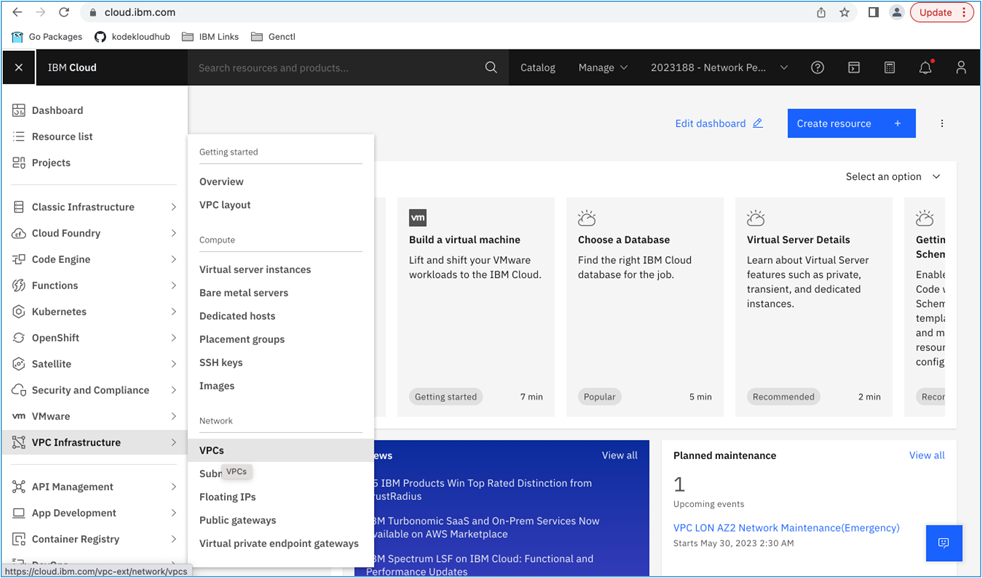 cloud.ibm.com
Update
Go Packages
kodekloudhub
IBM Links
Genctl
IBM Cloud
Search resources and products...
Catalog
Manage
2023188 - Network Pe...
Dashboard
Resource list
Projects
Classic Infrastructure
Cloud Foundry
Code Engine
Functions
Kubernetes
OpenShift
Satellite
Security and Compliance
vm VMware
VPC Infrastructure
API Management
App Development
Container Registry
DevOps
https://cloud.ibm.com/vpc-ext/network/vpcs
Getting started
Overview
VPC layout
Compute
Virtual server instances
Bare metal servers
Dedicated hosts
Placement groups
SSH keys
Images
Network
VPCs
Subn
VPCs
Floating IPs
Public gateways
Virtual private endpoint gateways
Edit dashboard
Create resource +
Select an option
vm
Build a virtual machine
Lift and shift your VMware
workloads to the IBM Cloud.
Getting started
7 min
Choose a Database
Find the right IBM Cloud
database for the job.
Popular
5 min
Virtual Server Details
Learn about Virtual Server
features such as private,
transient, and dedicated
instances.
Recommended
2 min
Gettin
Schem
Enable
Code v
Schem
templa
and m
resour
config
Recor
ews
View all
5 IBM Products Win Top Rated Distinction from
rustRadius
BM Turbonomic SaaS and On-Prem Services Now
vailable on AWS Marketplace
BM Spectrum LSF on IBM Cloud: Functional and
Performance Updates
Planned maintenance
View all
1
Upcoming events
VPC LON AZ2 Network Maintenance(Emergency)
Starts May 30, 2023 2:30 AM